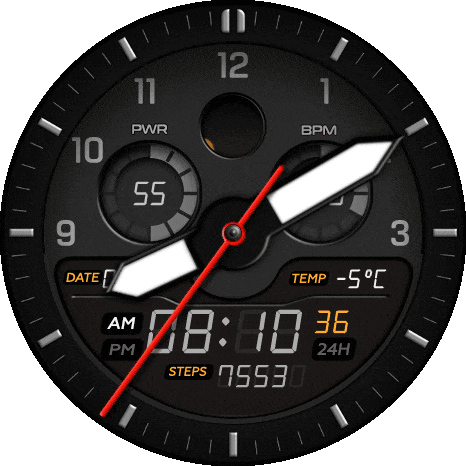 12
11 1
PWR BPM
10
55
9 3
DATE TEMP -5°C
AM 08:10 36
PM 24H
STEPS 7553